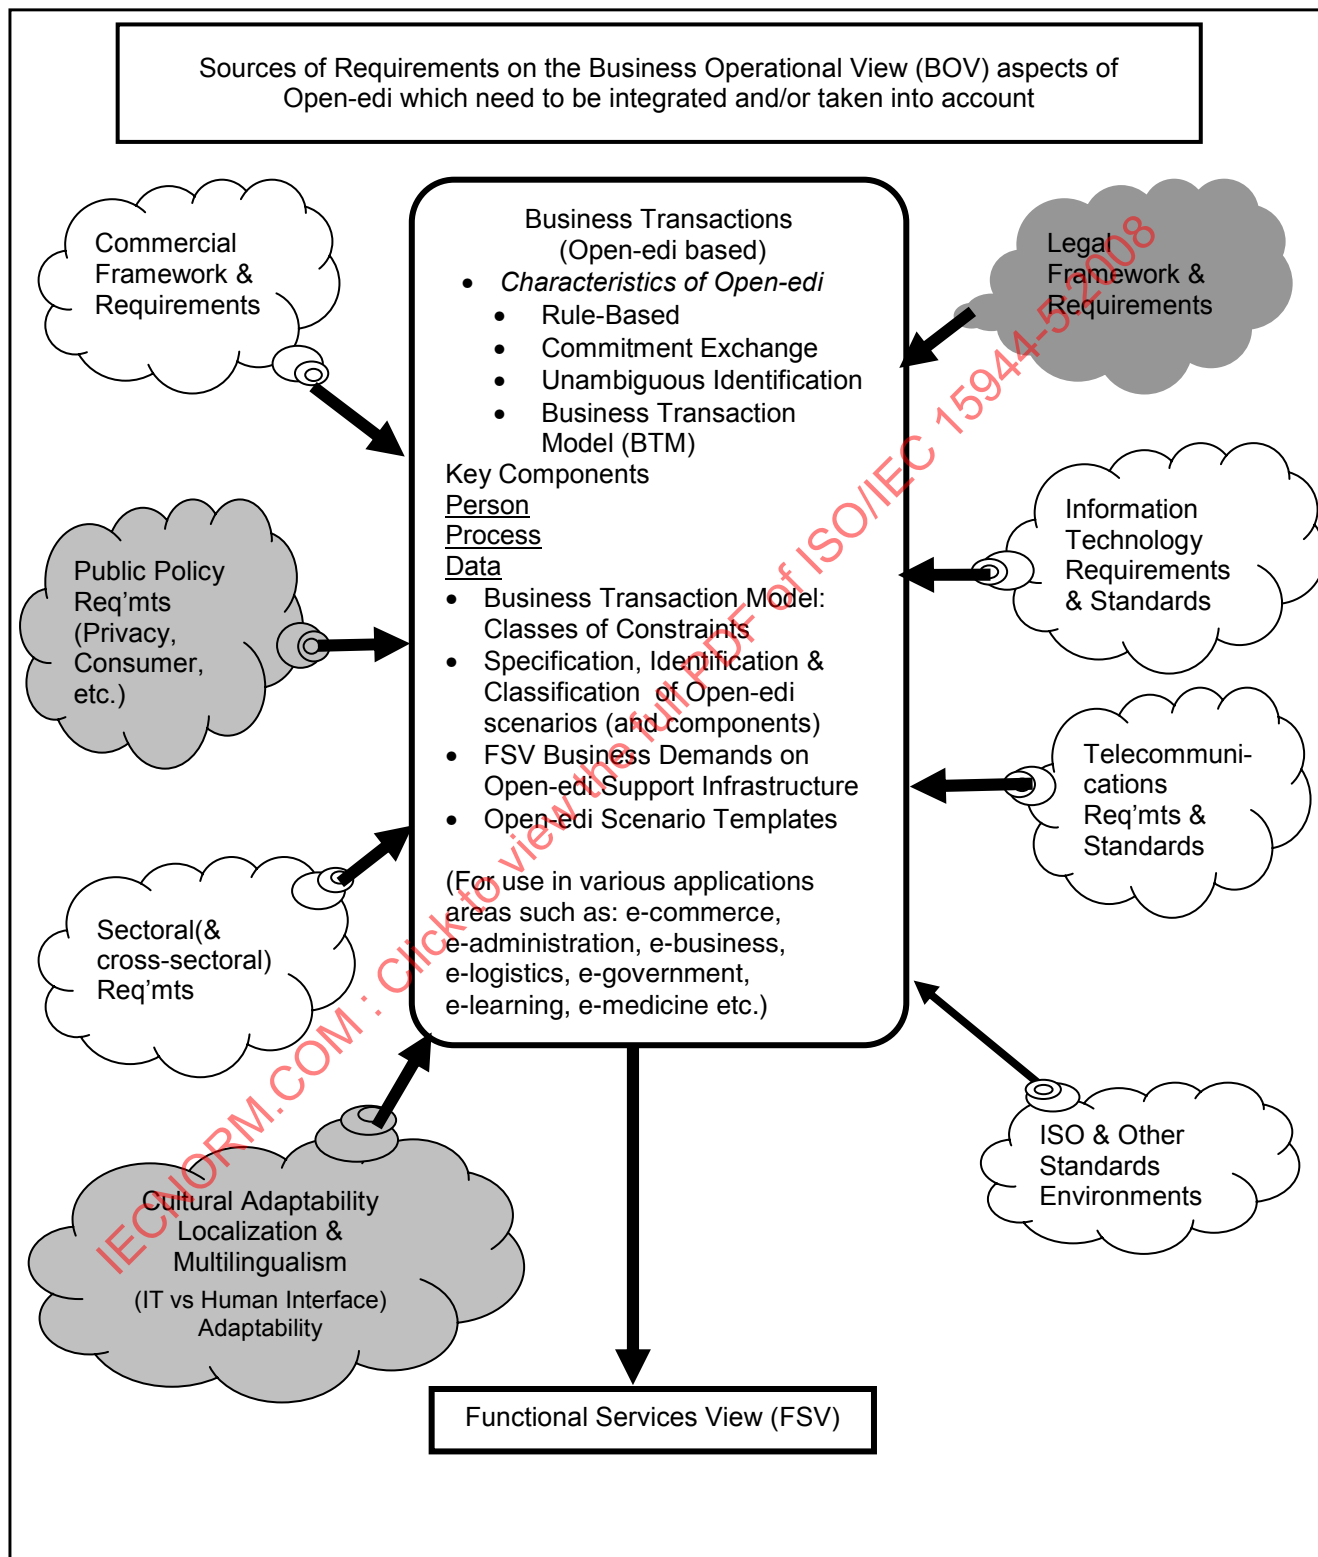 Sources of Requirements on the Business Operational View (BOV) aspects of
Open-edi which need to be integrated and/or taken into account
Commercial
Framework &
Requirements
Public Policy
Req'mts
(Privacy,
Consumer,
etc.)
Sectoral(&
cross-sectoral)
Req'mts
Cultural Adaptability
Localization &
Multilingualism
(IT vs Human Interface)
Adaptability
Business Transactions
(Open-edi based)
• Characteristics of Open-edi
• Rule-Based
• Commitment Exchange
• Unambiguous Identification
• Business Transaction
Model (BTM)
Key Components
Person
Process
Data
• Business Transaction Model:
Classes of Constraints
• Specification, Identification &
Classification of Open-edi
scenarios (and components)
• FSV Business Demands on
Open-edi Support Infrastructure
• Open-edi Scenario Templates
(For use in various applications
areas such as: e-commerce,
e-administration, e-business,
e-logistics, e-government,
e-learning, e-medicine etc.)
Legal
Framework &
Requirements
Information
Technology
Requirements
& Standards
Telecommuni-
cations
Req'mts &
Standards
ISO & Other
Standards
Environments
Functional Services View (FSV)
IECNORM.COM : Click to view the full PDF of ISO/IEC 15944-5:2008